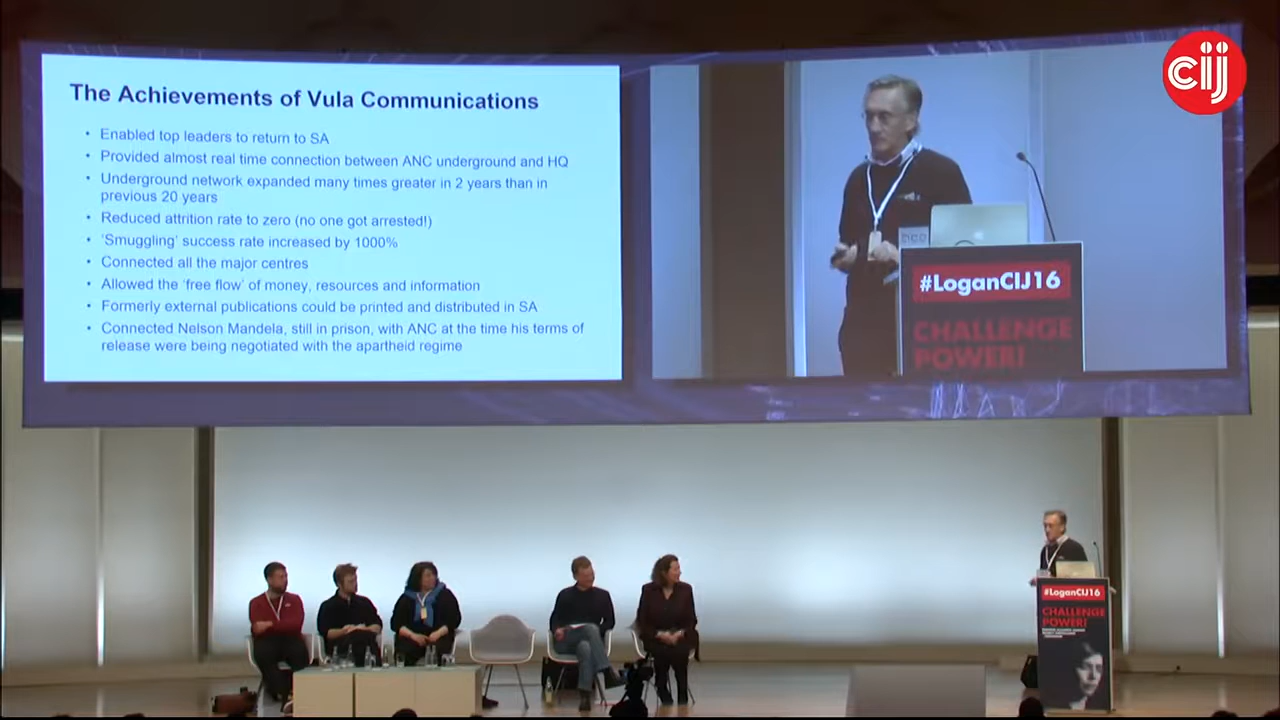 The Achievements of Vula Communications
• Enabled top leaders to return to SA
• Provided almost real time connection between ANC underground and HQ
• Underground network expanded many times greater in 2 years than in
previous 20 years
• Reduced attrition rate to zero (no one got arrested!)
• ‘Smuggling’ success rate increased by 1000%
• Connected all the major centres
• Allowed the ‘free flow’ of money, resources and information
• Formerly external publications could be printed and distributed in SA
• Connected Nelson Mandela, still in prison, with ANC at the time his terms of
release were being negotiated with the apartheid regime
cij
#LoganCIJ16
CHALLENGE
POWER!
#LoganCIJ16
CHALLENGE
POWER!